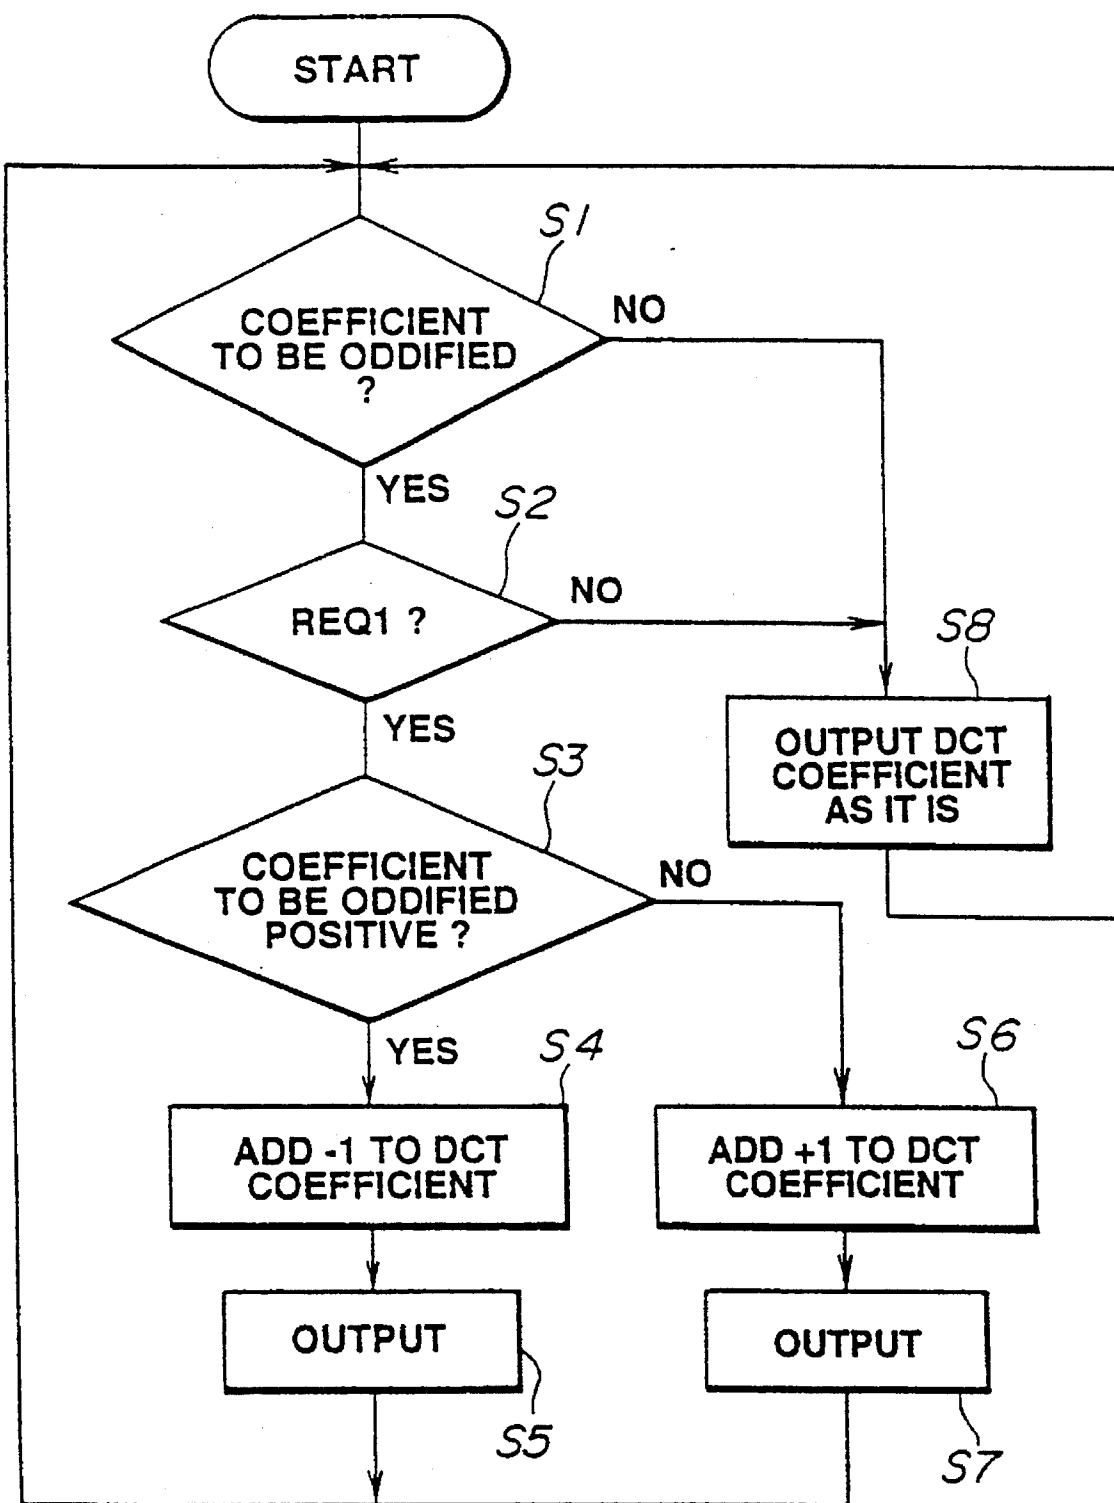 START
S1
COEFFICIENT
TO BE ODDIFIED
?
NO
YES
S2
REQ1 ?
NO
YES
S8
OUTPUT DCT
COEFFICIENT
AS IT IS
S3
COEFFICIENT
TO BE ODDIFIED
POSITIVE ?
NO
YES
S4
ADD -1 TO DCT
COEFFICIENT
S6
ADD +1 TO DCT
COEFFICIENT
OUTPUT
S5
OUTPUT
S7